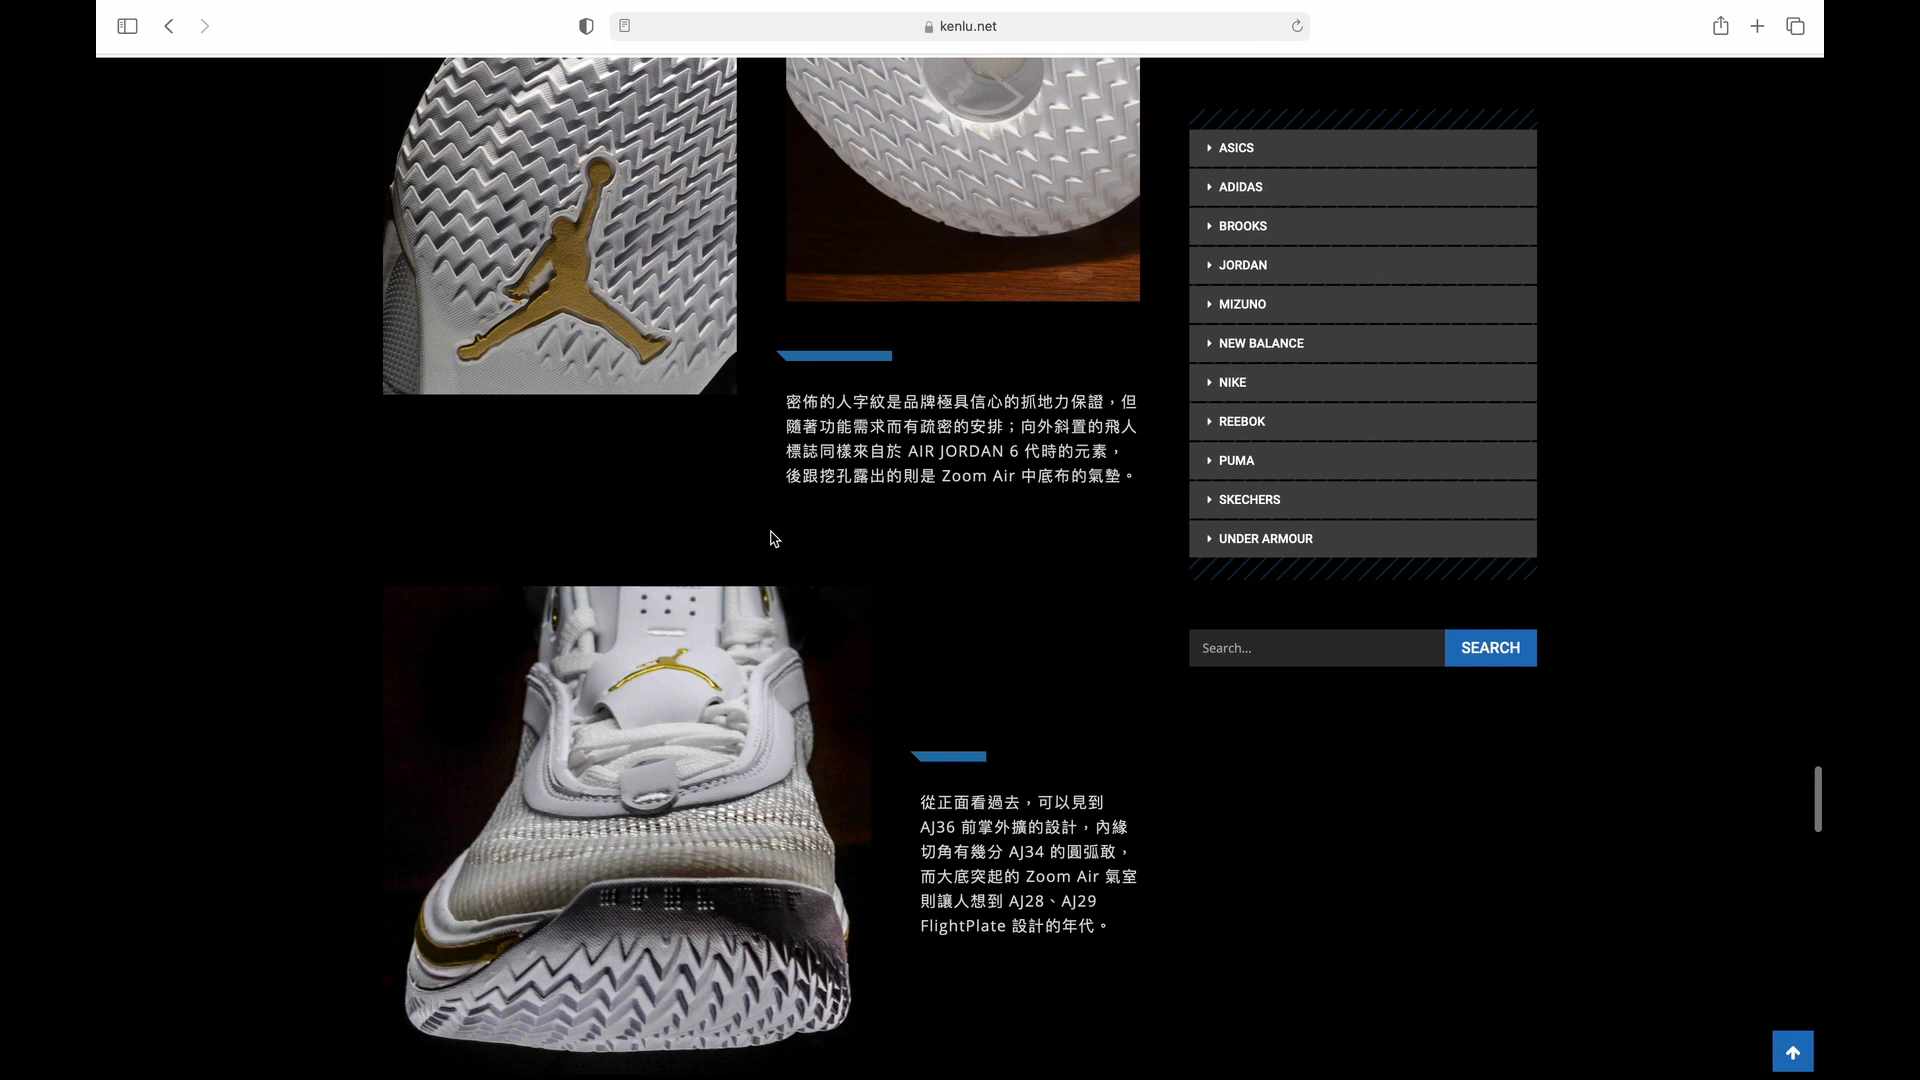 kenlu.net
密佈的人字紋是品牌極具信心的抓地力保證，但
隨著功能需求而有疏密的安排；向外斜置的飛人
標誌同樣來自於 AIR JORDAN 6 代時的元素，
後跟挖孔露出的則是 Zoom Air 中底布的氣墊。
從正面看過去，可以見到
AJ36 前掌外擴的設計，內緣
切角有幾分 AJ34 的圓弧敢，
而大底突起的 Zoom Air 氣室
則讓人想到 AJ28、AJ29
FlightPlate 設計的年代。
ASICS
ADIDAS
BROOKS
JORDAN
MIZUNO
NEW BALANCE
NIKE
REEBOK
PUMA
SKECHERS
UNDER ARMOUR
Search...
SEARCH